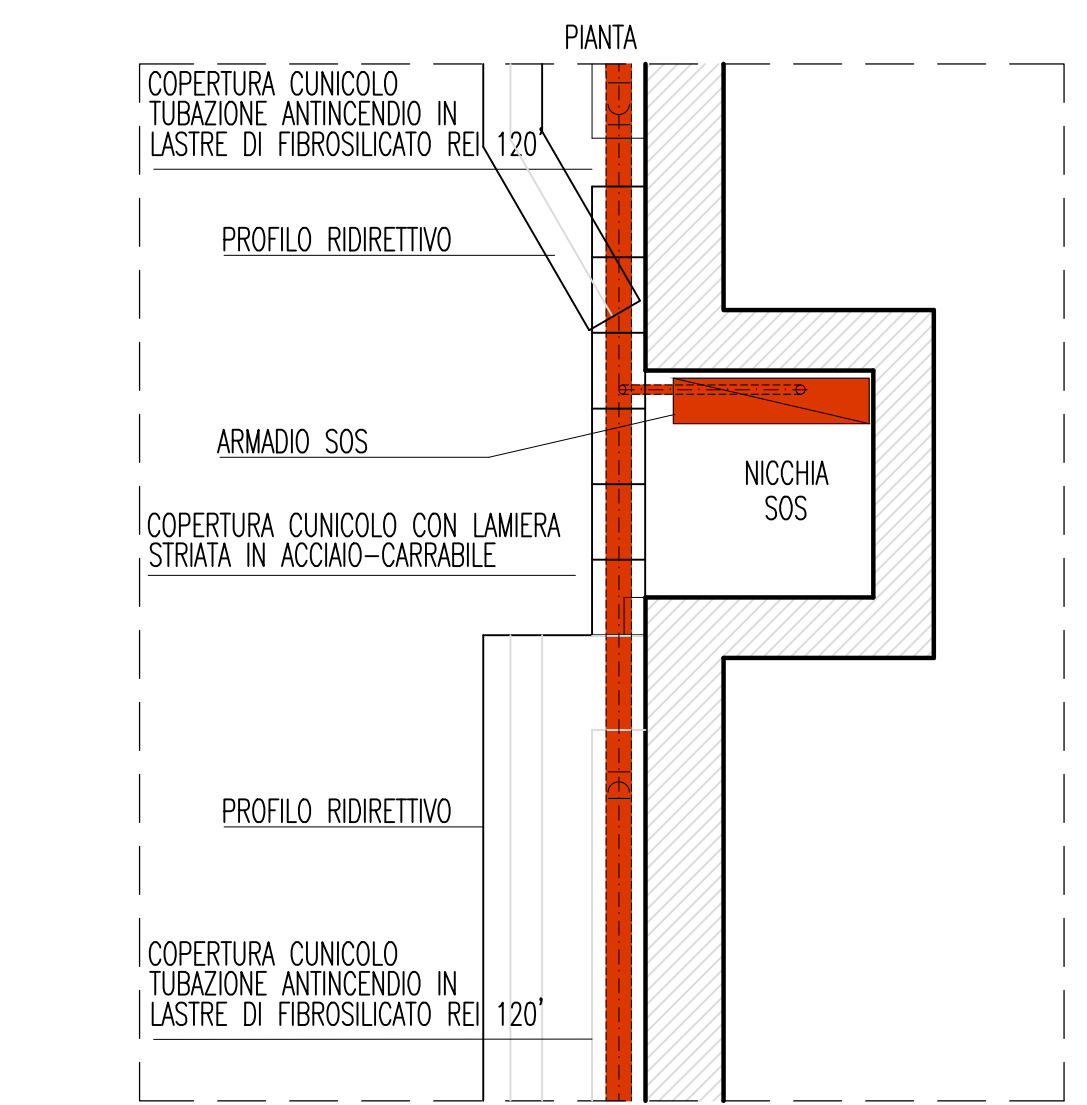 PIANTA
COPERTURA CUNICOLO
TUBAZIONE ANTINCENDIO IN
LASTRE DI FIBROSILICATO REI 120'
PROFILO RIDIRETTIVO
ARMADIO SOS
NICCHIA
SOS
COPERTURA CUNICOLO CON LAMIERA
STRIATA IN ACCIAIO-CARRABILE
PROFILO RIDIRETTIVO
COPERTURA CUNICOLO
TUBAZIONE ANTINCENDIO IN
LASTRE DI FIBROSILICATO REI 120'